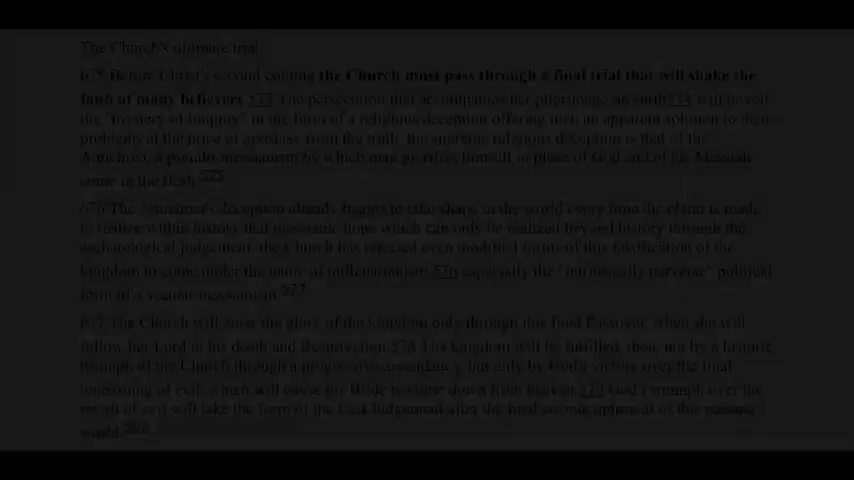 The Church's ultimate trial
675 Before Christ's second coming the Church must pass through a final trial that will shake the
faith of many believers 573 The persecution that accompanies her pilgrimage on earth574 will unveil
the "mystery of iniquity" in the form of a religious deception offering men an apparent solution to their
problems at the price of apostasy from the truth. The supreme religious deception is that of the
Antichrist, a pseudo-messianism by which man glorifies himself in place of God and of his Messiah
come in the flesh 575
676 The Antichrist's deception already begins to take shape in the world every time the claim is made
to realize within history that messianic hope which can only be realized beyond history through the
eschatological judgement. the Church has rejected even modified forms of this falsification of the
kingdom to come under the name of millenarianism 576 especially the "intrinsically perverse" political
form of a secular messianism 577
677 The Church will enter the glory of the kingdom only through this final Passover, when she will
follow her Lord in his death and Resurrection 578 The kingdom will be fulfilled, then, not by a historic
triumph of the Church through a progressive ascendancy, but only by God's victory over the final
unleashing of evil, which will cause his Bride to come down from heaven 579 God's triumph over the
revolt of evil will take the form of the Last Judgement after the final cosmic upheaval of this passing
world 580